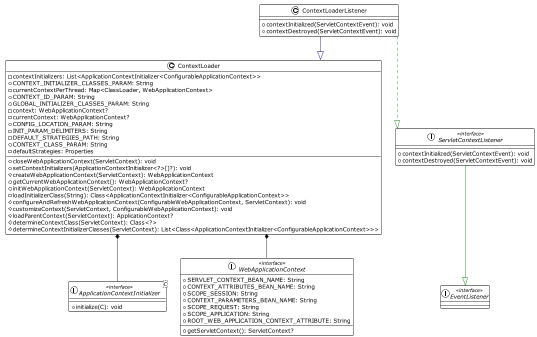 C ContextLoaderListener
contextInitialized(ServletContextEvent): void
contextDestroyed(ServletContextEvent): void
C ContextLoader
contextInitializers: List<ApplicationContextInitializer<ConfigurableApplicationContext>>
CONTEXT_INITIALIZER_CLASSES_PARAM: String
currentContextPerThread: Map<ClassLoader, WebApplicationContext>
CONTEXT_ID_PARAM: String
GLOBAL_INITIALIZER_CLASSES_PARAM: String
context: WebApplicationContext?
currentContext: WebApplicationContext?
CONFIG_LOCATION_PARAM: String
INIT_PARAM_DELIMITERS: String
DEFAULT_STRATEGIES_PATH: String
CONTEXT_CLASS_PARAM: String
defaultStrategies: Properties
closeWebApplicationContext(ServletContext): void
setContextInitializers(ApplicationContextInitializer<?>[]?): void
createWebApplicationContext(ServletContext): WebApplicationContext
getCurrentWebApplicationContext(): WebApplicationContext?
initWebApplicationContext(ServletContext): WebApplicationContext
loadInitializerClass(String): Class<ApplicationContextInitializer<ConfigurableApplicationContext>>
configureAndRefreshWebApplicationContext(ConfigurableWebApplicationContext, ServletContext): void
customizeContext(ServletContext, ConfigurableWebApplicationContext): void
loadParentContext(ServletContext): ApplicationContext?
determineContextClass(ServletContext): Class<?>
determineContextInitializerClasses(ServletContext): List<Class<ApplicationContextInitializer<ConfigurableApplicationContext>>>
«interface»
I ServletContextListener
contextInitialized(ServletContextEvent): void
contextDestroyed(ServletContextEvent): void
«interface»
I ApplicationContextInitializer
C
initialize(C): void
«interface»
I WebApplicationContext
SERVLET_CONTEXT_BEAN_NAME: String
CONTEXT_ATTRIBUTES_BEAN_NAME: String
SCOPE_SESSION: String
CONTEXT_PARAMETERS_BEAN_NAME: String
SCOPE_REQUEST: String
SCOPE_APPLICATION: String
ROOT_WEB_APPLICATION_CONTEXT_ATTRIBUTE: String
getServletContext(): ServletContext?
«interface»
I EventListener